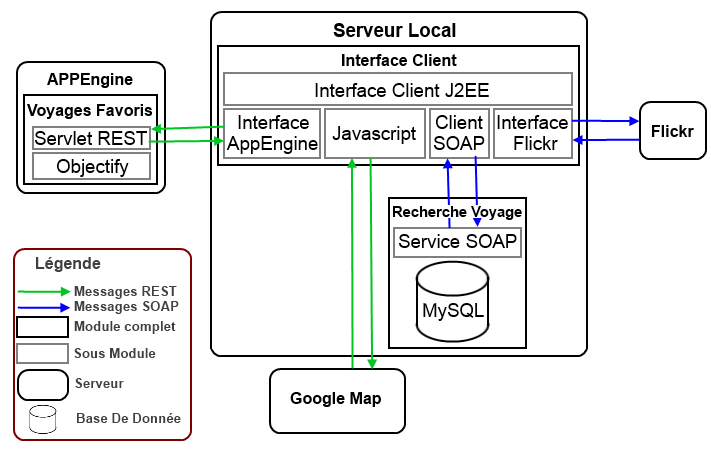 Serveur Local
Interface Client
Interface Client J2EE
Interface
AppEngine
Javascript
Client
SOAP
Interface
Flickr
APPEngine
Voyages Favoris
Servlet REST
Objectify
Flickr
Recherche Voyage
Service SOAP
MySQL
Google Map
Légende
Messages REST
Messages SOAP
Module complet
Sous Module
Serveur
Base De Donnée